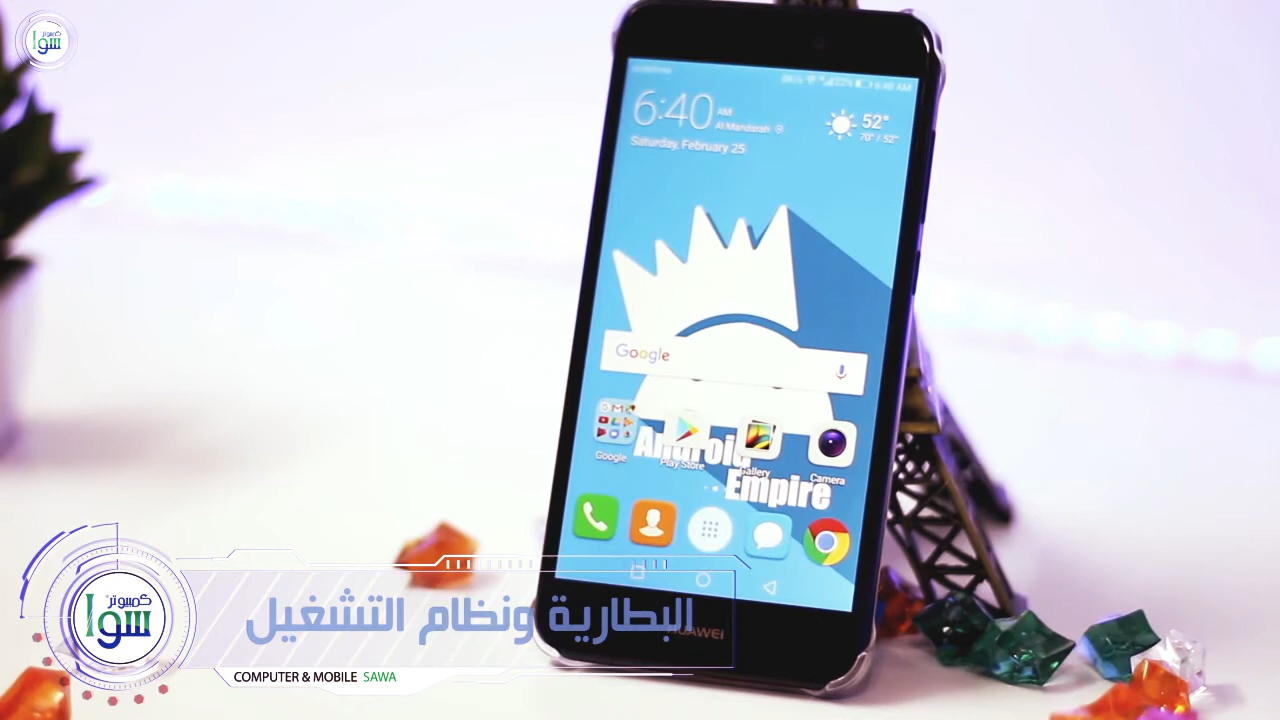 كمبيوتر
سوا
6:40 AM
Al Mandarah
Saturday, February 25
52°
70° / 52°
Google
Google
Play Store
Gallery
Camera
Android
Empire
HUAWEI
كمبيوتر
سوا
البطارية ونظام التشغيل
COMPUTER & MOBILE SAWA